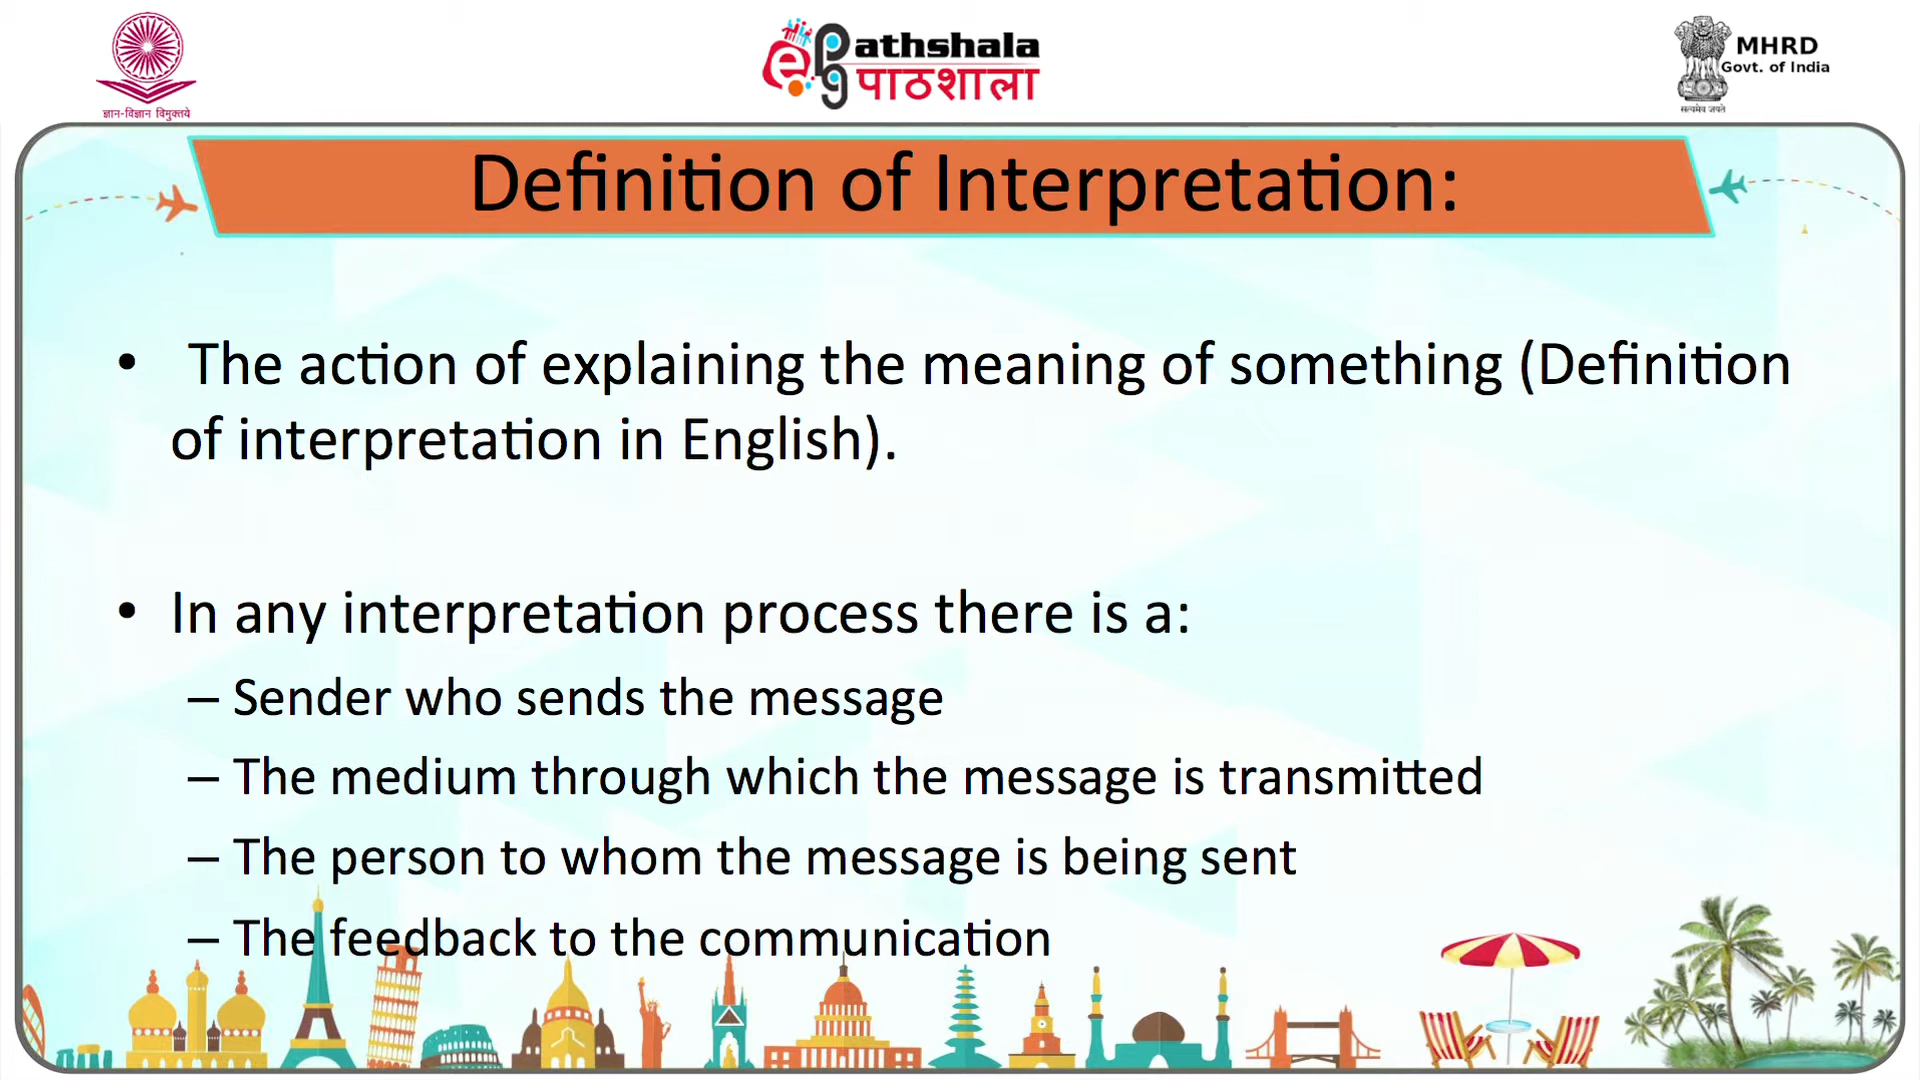 ज्ञान-विज्ञान विमुक्तये
ePG athshala
पाठशाला
MHRD
Govt. of India
सत्यमेव जयते
Definition of Interpretation:
• The action of explaining the meaning of something (Definition
of interpretation in English).
• In any interpretation process there is a:
– Sender who sends the message
– The medium through which the message is transmitted
– The person to whom the message is being sent
– The feedback to the communication